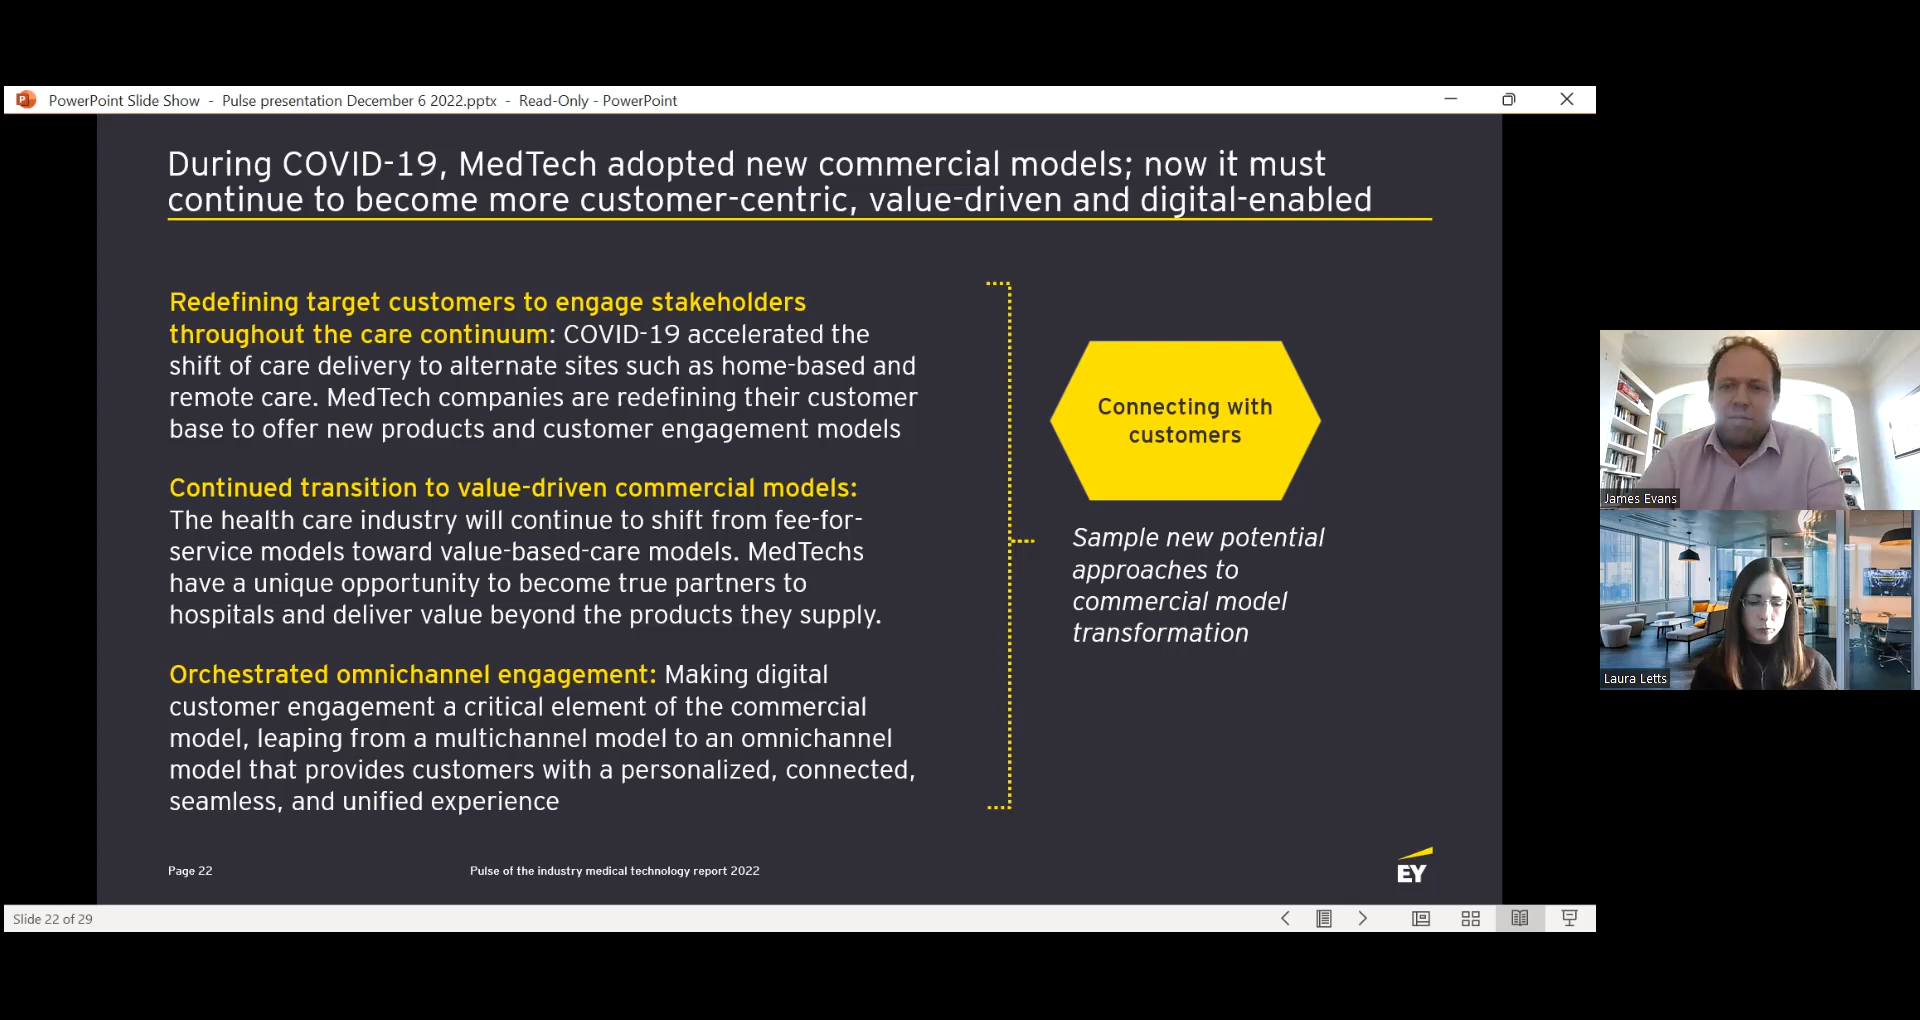 PowerPoint Slide Show - Pulse presentation December 6 2022.pptx - Read-Only - PowerPoint
During COVID-19, MedTech adopted new commercial models; now it must
continue to become more customer-centric, value-driven and digital-enabled
Redefining target customers to engage stakeholders
throughout the care continuum: COVID-19 accelerated the
shift of care delivery to alternate sites such as home-based and
remote care. MedTech companies are redefining their customer
base to offer new products and customer engagement models
Continued transition to value-driven commercial models:
The health care industry will continue to shift from fee-for-
service models toward value-based-care models. MedTechs
have a unique opportunity to become true partners to
hospitals and deliver value beyond the products they supply.
Orchestrated omnichannel engagement: Making digital
customer engagement a critical element of the commercial
model, leaping from a multichannel model to an omnichannel
model that provides customers with a personalized, connected,
seamless, and unified experience
Connecting with
customers
Sample new potential
approaches to
commercial model
transformation
Page 22
Pulse of the industry medical technology report 2022
EY
Slide 22 of 29
James Evans
Laura Letts